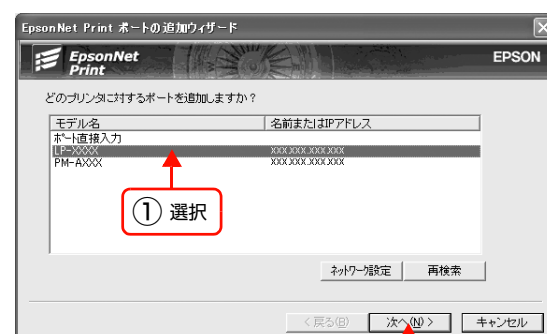 EpsonNet Print ポートの追加ウィザード
EpsonNet
Print
EPSON
どのプリンタに対するポートを追加しますか?
モデル名 名前またはIPアドレス
ポート直接入力
LP-XXXX XXX.XXX.XXX.XXX
PM-AXXX XXX.XXX.XXX.XXX
① 選択
ネットワーク設定 再検索
< 戻る(B) 次へ(N) > キャンセル